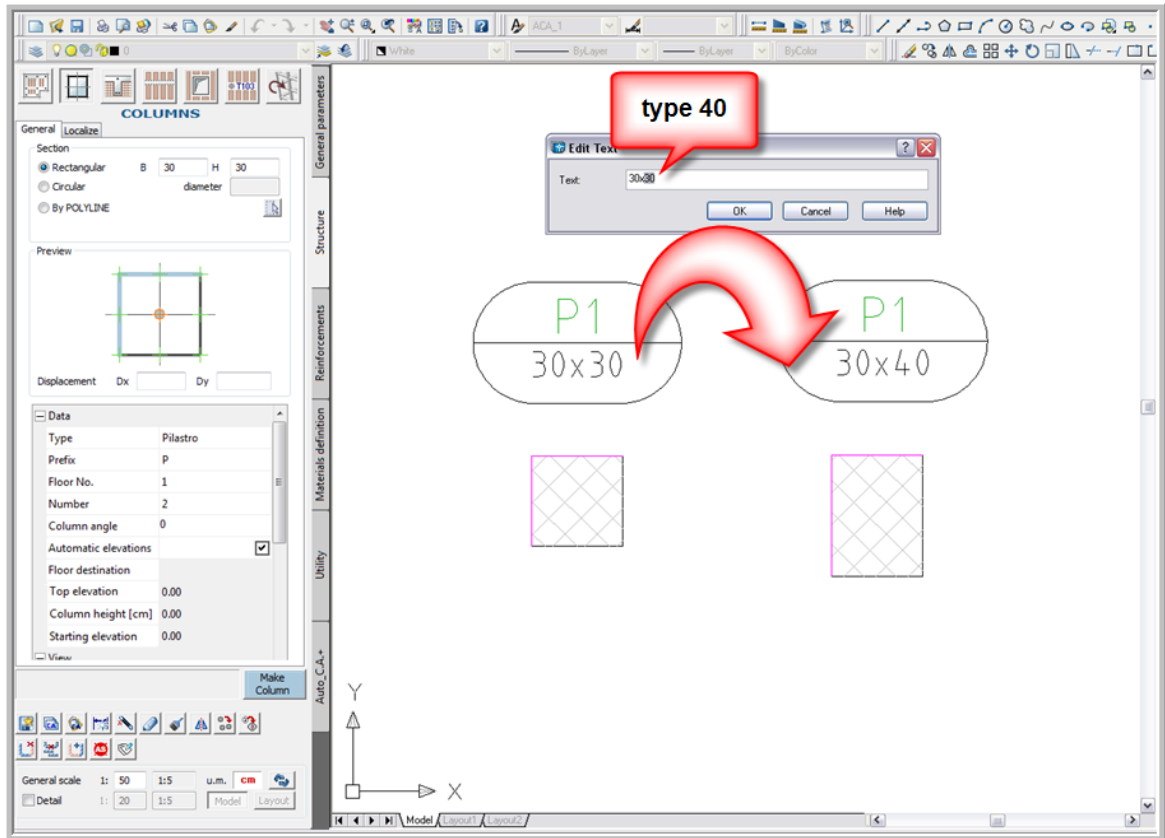 ACA_1
0
White
ByLayer
ByLayer
ByColor
T103
COLUMNS
General Localize
Section
Rectangular B 30 H 30
Circular diameter
By POLYLINE
Preview
Displacement Dx Dy
Data
Type Pilastro
Prefix P
Floor No. 1
Number 2
Column angle 0
Automatic elevations
Floor destination
Top elevation 0.00
Column height [cm] 0.00
Starting elevation 0.00
View
Make
Column
General scale 1: 50 1:5 u.m. cm
Detail 1: 20 1:5 Model Layout
General parameters
Structure
Reinforcements
Materials definition
Utility
Auto_C.A.+
type 40
Edit Text
Text: 30x30
OK Cancel Help
P1
30x30
P1
30x40
Y
X
Model Layout1 Layout2